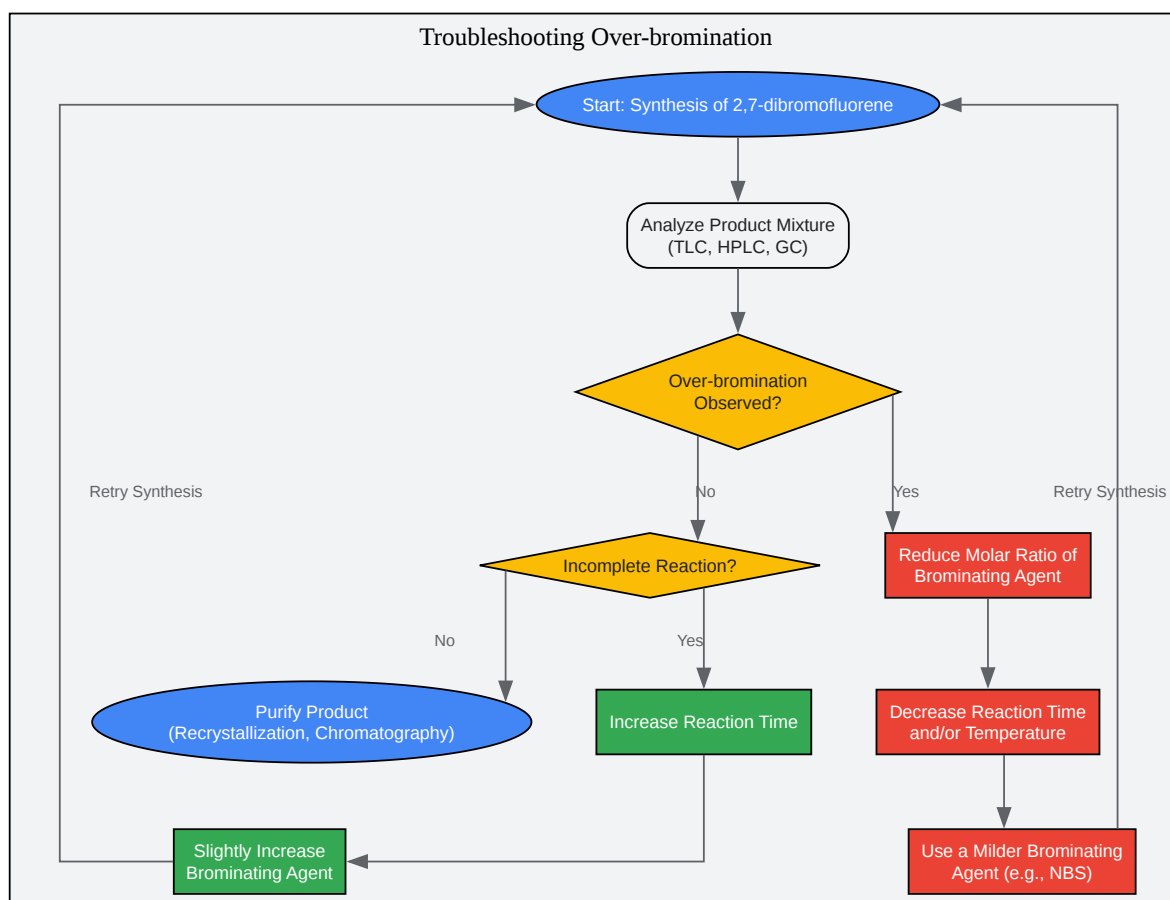 Troubleshooting Over-bromination
Start: Synthesis of 2,7-dibromofluorene
Analyze Product Mixture
(TLC, HPLC, GC)
Over-bromination
Observed?
Retry Synthesis
No
Yes
Retry Synthesis
Incomplete Reaction?
Reduce Molar Ratio of
Brominating Agent
No
Yes
Purify Product
(Recrystallization, Chromatography)
Increase Reaction Time
Decrease Reaction Time
and/or Temperature
Slightly Increase
Brominating Agent
Use a Milder Brominating
Agent (e.g., NBS)